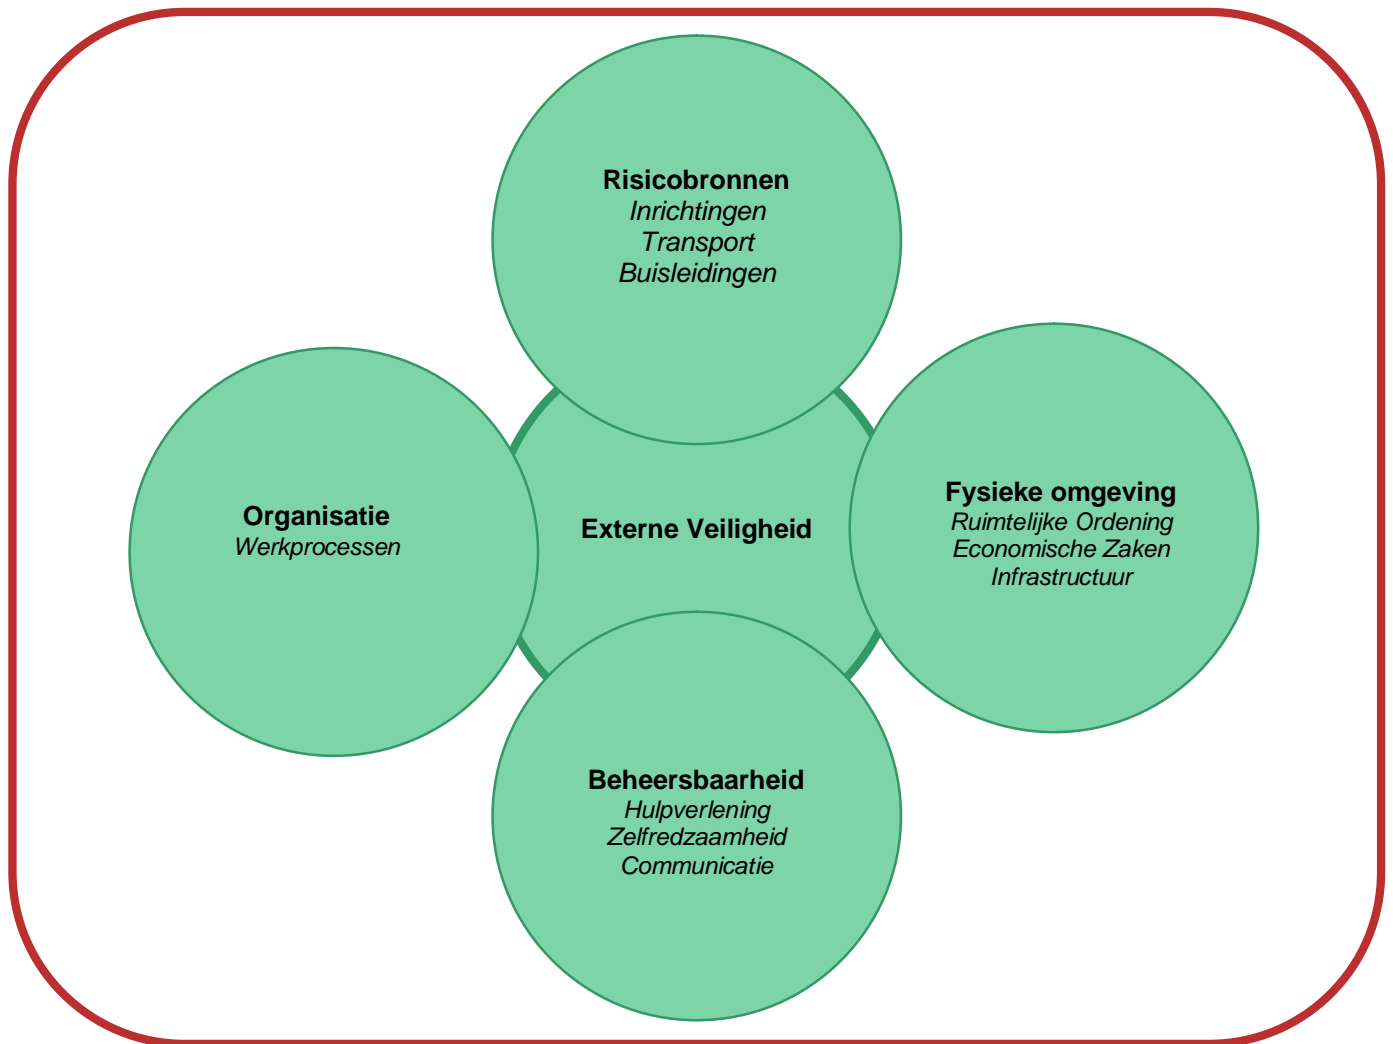 Risicobronnen
Inrichtingen
Transport
Buisleidingen
Organisatie
Werkprocessen
Externe Veiligheid
Fysieke omgeving
Ruimtelijke Ordening
Economische Zaken
Infrastructuur
Beheersbaarheid
Hulpverlening
Zelfredzaamheid
Communicatie